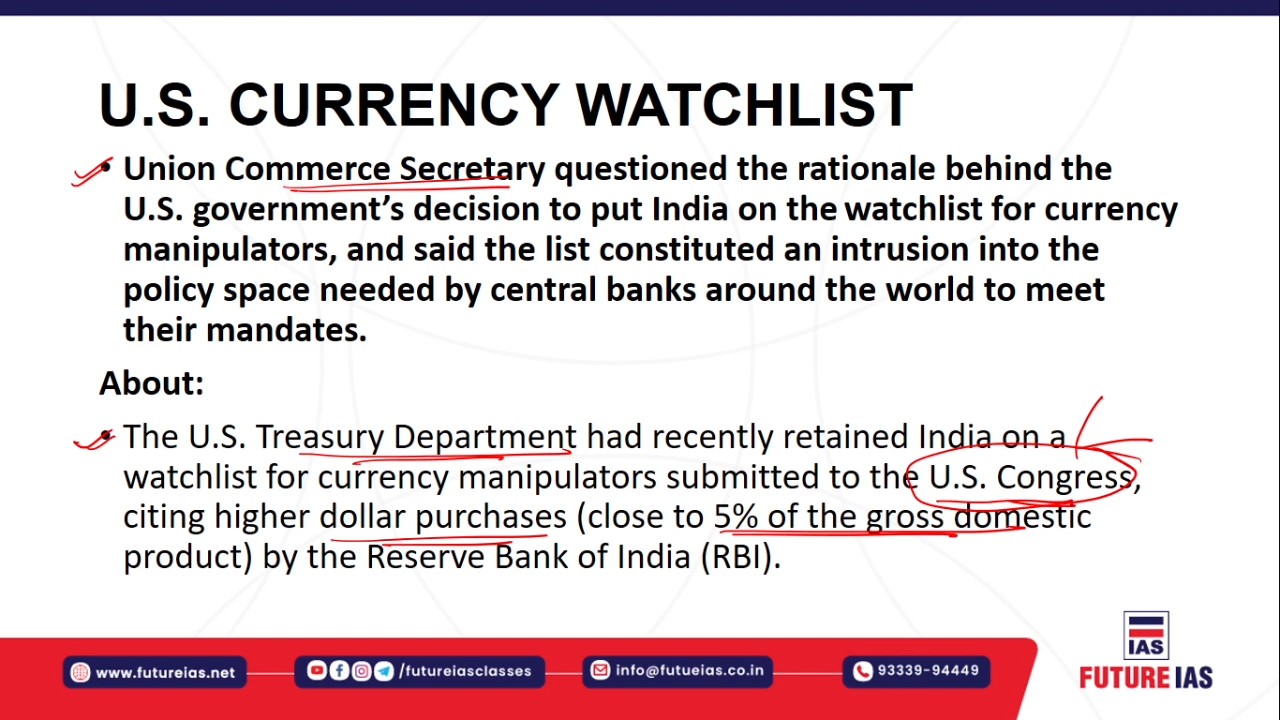 U.S. CURRENCY WATCHLIST
• Union Commerce Secretary questioned the rationale behind the
U.S. government’s decision to put India on the watchlist for currency
manipulators, and said the list constituted an intrusion into the
policy space needed by central banks around the world to meet
their mandates.
About:
• The U.S. Treasury Department had recently retained India on a
watchlist for currency manipulators submitted to the U.S. Congress,
citing higher dollar purchases (close to 5% of the gross domestic
product) by the Reserve Bank of India (RBI).
IAS
FUTURE IAS
www.futureias.net
/futureiasclasses
info@futueias.co.in
93339-94449